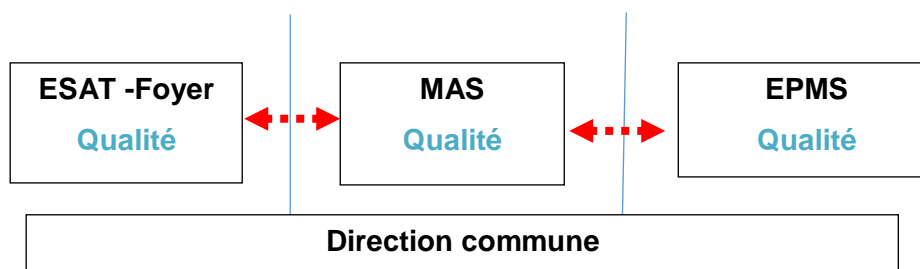 ESAT -Foyer
Qualité
MAS
Qualité
EPMS
Qualité
Direction commune